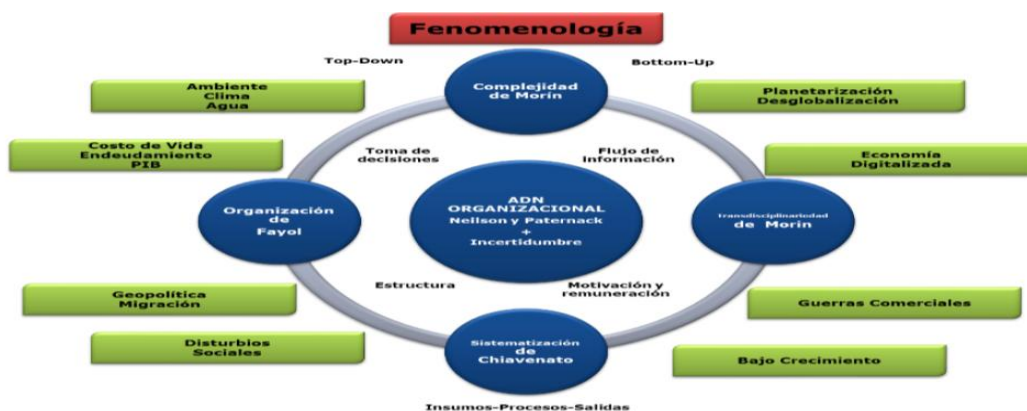 Fenomenología
Top-Down
Bottom-Up
Complejidad
de Morín
Ambiente
Clima
Agua
Planetarización
Desglobalización
Costo de Vida
Endeudamiento
PIB
Toma de
decisiones
Flujo de
Información
Economía
Digitalizada
Organización
de
Fayol
ADN
ORGANIZACIONAL
Neilson y Paternack
+
Incertidumbre
Transdisciplinariedad
de Morin
Geopolítica
Migración
Estructura
Motivación y
remuneración
Guerras Comerciales
Disturbios
Sociales
Sistematización
de
Chiavenato
Bajo Crecimiento
Insumos-Procesos-Salidas